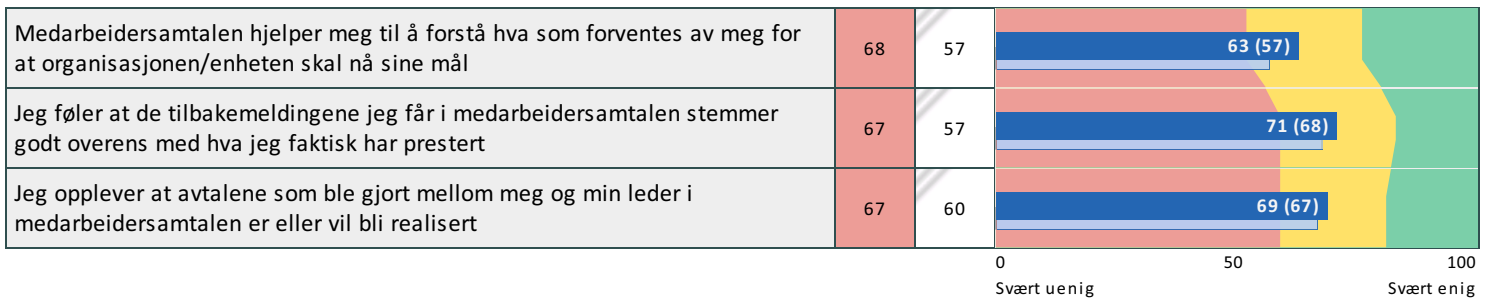 Medarbeidersamtalen hjelper meg til å forstå hva som forventes av meg for
at organisasjonen/enheten skal nå sine mål
68
57
63 (57)
Jeg føler at de tilbakemeldingene jeg får i medarbeidersamtalen stemmer
godt overens med hva jeg faktisk har prestert
67
57
71 (68)
Jeg opplever at avtalene som ble gjort mellom meg og min leder i
medarbeidersamtalen er eller vil bli realisert
67
60
69 (67)
0 50 100
Svært uenig Svært enig